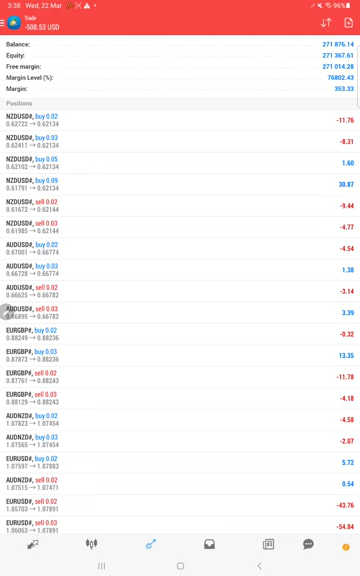 3:38 Wed, 22 Mar 96%
Trade
-508.53 USD
Balance: 271 876.14
Equity: 271 367.61
Free margin: 271 014.28
Margin Level (%): 76802.43
Margin: 353.33
Positions
NZDUSD#, buy 0.02
0.62722 → 0.62134 -11.76
NZDUSD#, buy 0.03
0.62411 → 0.62134 -8.31
NZDUSD#, buy 0.05
0.62102 → 0.62134 1.60
NZDUSD#, buy 0.09
0.61791 → 0.62134 30.87
NZDUSD#, sell 0.02
0.61672 → 0.62144 -9.44
NZDUSD#, sell 0.03
0.61985 → 0.62144 -4.77
AUDUSD#, buy 0.02
0.67001 → 0.66774 -4.54
AUDUSD#, buy 0.03
0.66728 → 0.66774 1.38
AUDUSD#, sell 0.02
0.66625 → 0.66782 -3.14
AUDUSD#, sell 0.03
0.66895 → 0.66782 3.39
EURGBP#, buy 0.02
0.88249 → 0.88236 -0.32
EURGBP#, buy 0.03
0.87872 → 0.88236 13.35
EURGBP#, sell 0.02
0.87761 → 0.88243 -11.78
EURGBP#, sell 0.03
0.88129 → 0.88243 -4.18
AUDNZD#, buy 0.02
1.07823 → 1.07454 -4.58
AUDNZD#, buy 0.03
1.07565 → 1.07454 -2.07
EURUSD#, buy 0.02
1.07597 → 1.07883 5.72
AUDNZD#, sell 0.02
1.07515 → 1.07471 0.54
EURUSD#, sell 0.02
1.05703 → 1.07891 -43.76
EURUSD#, sell 0.03
1.06063 → 1.07891 -54.84